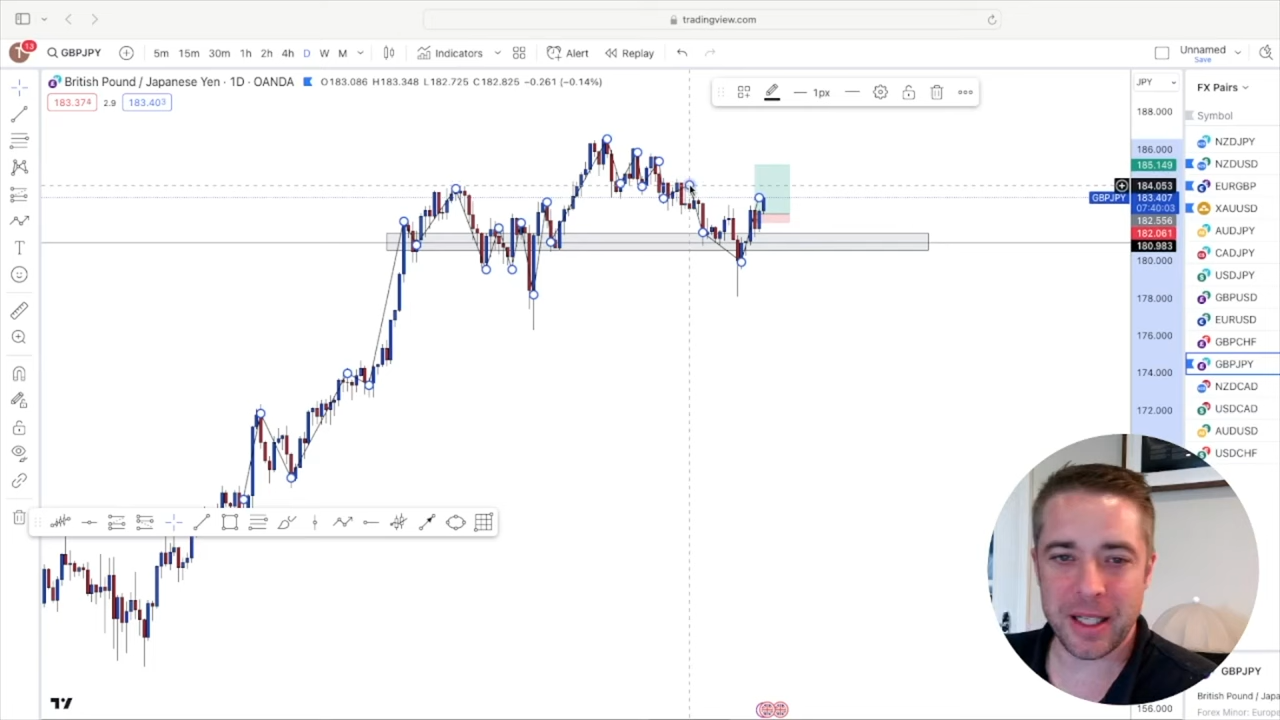 tradingview.com
13
GBPJPY
5m 15m 30m 1h 2h 4h D W M
Indicators
Alert
Replay
Unnamed
Save
British Pound / Japanese Yen · 1D · OANDA
O183.086 H183.348 L182.725 C182.825 −0.261 (−0.14%)
183.374
2.9
183.403
1px
JPY
188.000
186.000
185.149
184.053
GBPJPY
183.407
07:40:03
182.556
182.061
180.983
180.000
178.000
176.000
174.000
172.000
156.000
FX Pairs
Symbol
NZDJPY
NZDUSD
EURGBP
XAUUSD
AUDJPY
CADJPY
USDJPY
GBPUSD
EURUSD
GBPCHF
GBPJPY
NZDCAD
USDCAD
AUDUSD
USDCHF
GBPJPY
British Pound / Japa
Forex Minor: Europe